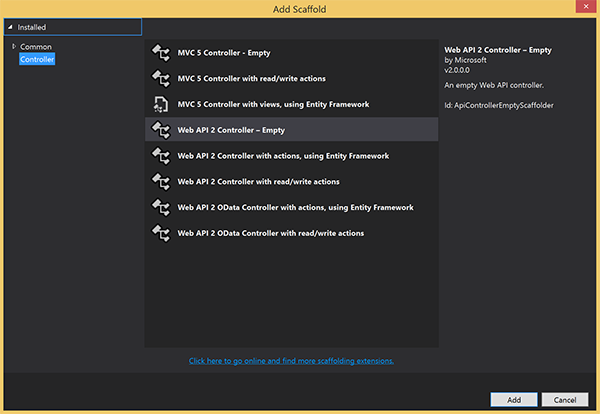 Add Scaffold
Installed
Common
Controller
MVC 5 Controller - Empty
MVC 5 Controller with read/write actions
MVC 5 Controller with views, using Entity Framework
Web API 2 Controller – Empty
Web API 2 Controller with actions, using Entity Framework
Web API 2 Controller with read/write actions
Web API 2 OData Controller with actions, using Entity Framework
Web API 2 OData Controller with read/write actions
Click here to go online and find more scaffolding extensions.
Web API 2 Controller – Empty
by Microsoft
v2.0.0.0
An empty Web API controller.
Id: ApiControllerEmptyScaffolder
Add
Cancel